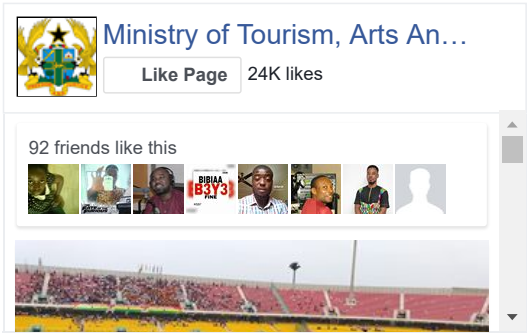 Ministry of Tourism, Arts An...
Like Page
24K likes
92 friends like this
BIBIAA
B3Y3
FINE